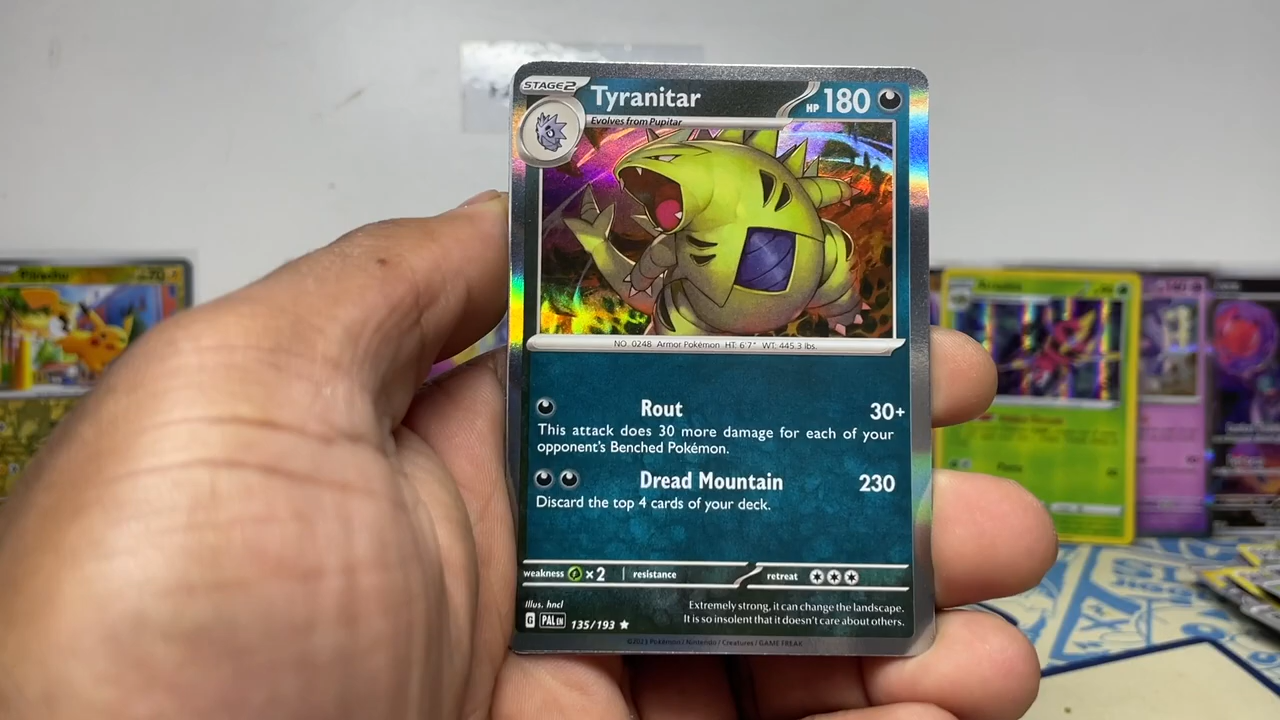 STAGE2
Tyranitar
HP 180
Evolves from Pupitar
NO 0248 Armor Pokémon HT: 6'7" WT: 445.3 lbs.
Rout 30+
This attack does 30 more damage for each of your
opponent's Benched Pokémon.
Dread Mountain 230
Discard the top 4 cards of your deck.
weakness ×2 resistance retreat
Illus. hncl
Extremely strong, it can change the landscape.
It is so insolent that it doesn't care about others.
G PAL EN 135/193
©2023 Pokémon / Nintendo / Creatures / GAME FREAK
Pikachu
70